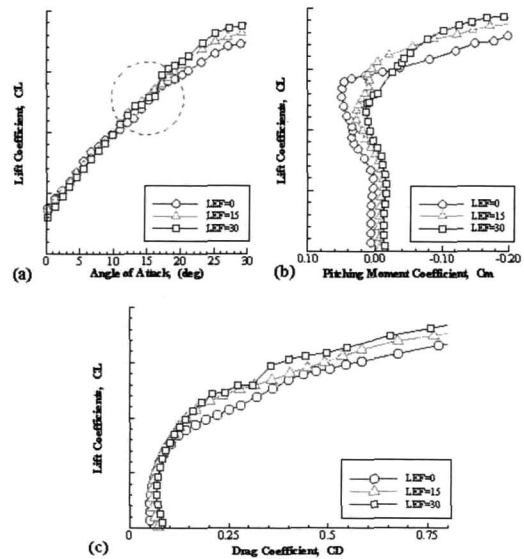 Lift Coefficient, CL
LEF=0
LEF=15
LEF=30
0 5 10 15 20 25 30
(a)
Angle of Attack, (deg)
Lift Coefficient, CL
LEF=0
LEF=15
LEF=30
0.10 0.00 -0.10 -0.20
(b)
Pitching Moment Coefficient, Cm
Lift Coefficients, CL
LEF=0
LEF=15
LEF=30
0 0.25 0.50 0.75
(c)
Drag Coefficient, CD